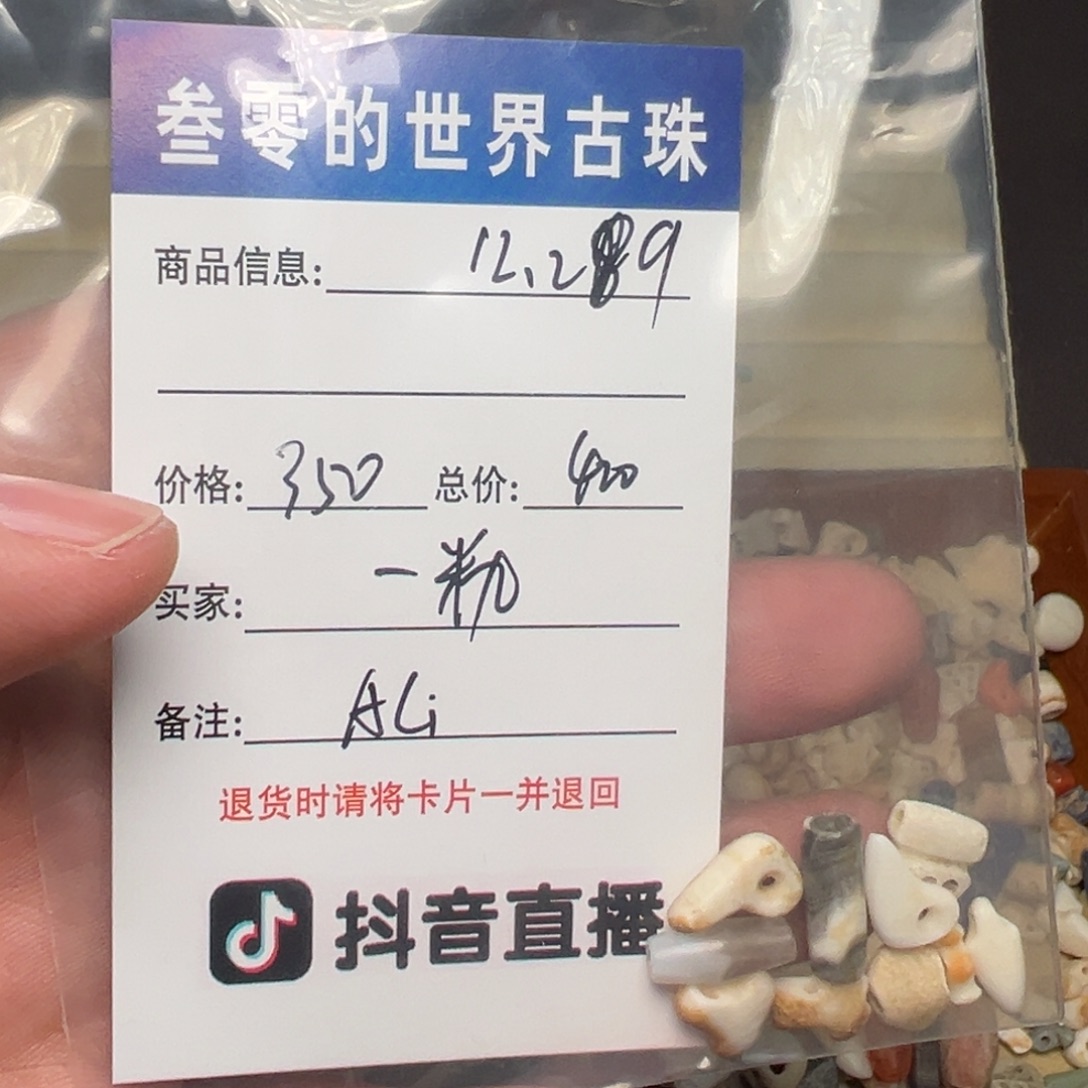 叁零的世界古珠
商品信息: 12.29
价格: 350 总价: 400
买家: 一粉
备注: ALi
退货时请将卡片一并退回
抖音直播